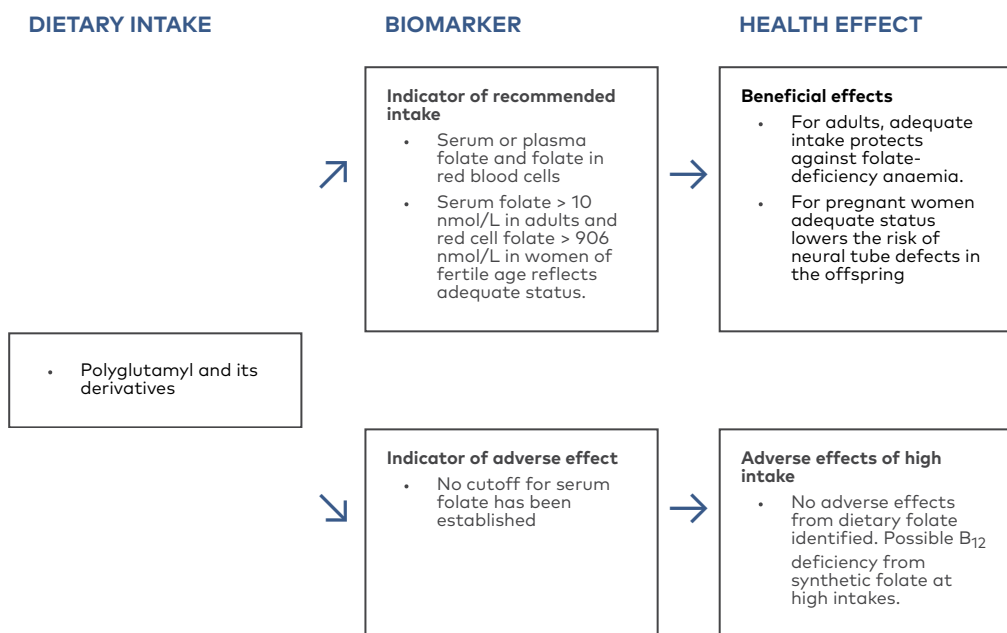 DIETARY INTAKE
BIOMARKER
HEALTH EFFECT
Indicator of recommended
intake
• Serum or plasma
folate and folate in
red blood cells
• Serum folate > 10
nmol/L in adults and
red cell folate > 906
nmol/L in women of
fertile age reflects
adequate status.
Beneficial effects
• For adults, adequate
intake protects
against folate-
deficiency anaemia.
• For pregnant women
adequate status
lowers the risk of
neural tube defects in
the offspring
• Polyglutamyl and its
derivatives
Indicator of adverse effect
• No cutoff for serum
folate has been
established
Adverse effects of high
intake
• No adverse effects
from dietary folate
identified. Possible B12
deficiency from
synthetic folate at
high intakes.